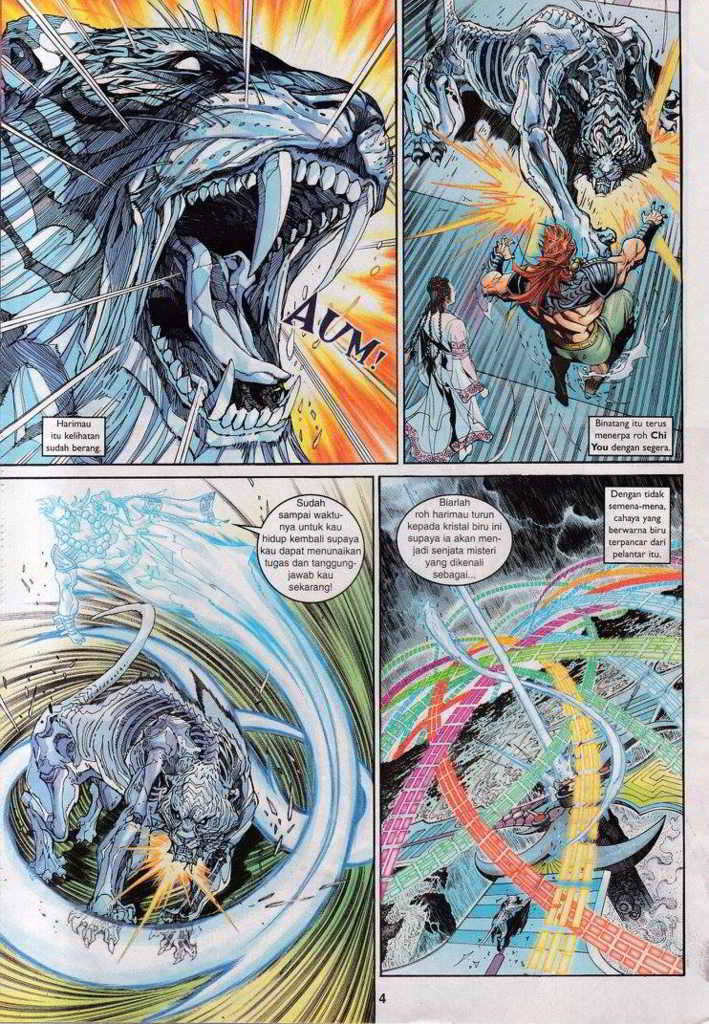 AUM!
Harimau
itu kelihatan
sudah berang.
Binatang itu terus
menerpa roh Chi
You dengan segera.
Sudah
sampai waktu-
nya untuk kau
hidup kembali supaya
kau dapat menunaikan
tugas dan tanggung-
jawab kau
sekarang!
Biarlah
roh harimau turun
kepada kristal biru ini
supaya ia akan men-
jadi senjata misteri
yang dikenali
sebagai...
Dengan tidak
semena-mena,
cahaya yang
berwarna biru
terpancar dari
pelantar itu.
4